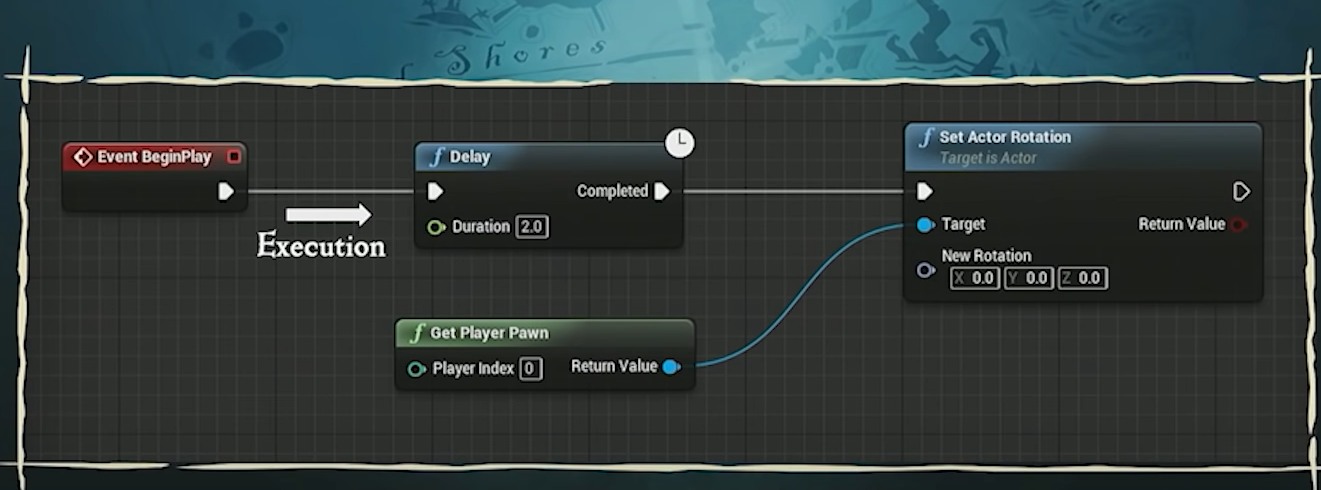 Shores
Event BeginPlay
Execution
Delay
Completed
Duration 2.0
Get Player Pawn
Player Index 0 Return Value
Set Actor Rotation
Target is Actor
Target Return Value
New Rotation
X 0.0 Y 0.0 Z 0.0